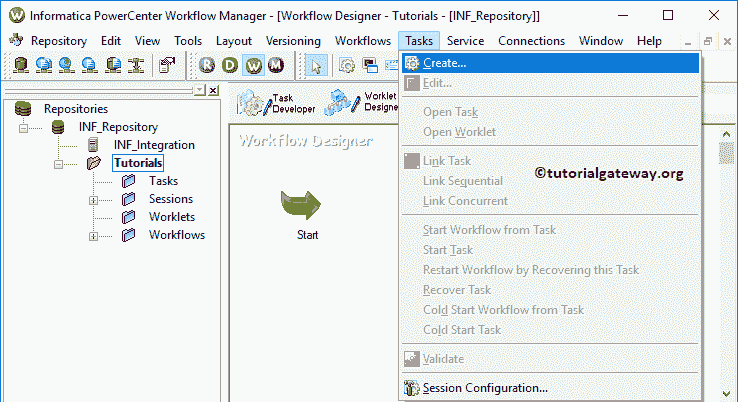 Informatica PowerCenter Workflow Manager - [Workflow Designer - Tutorials - [INF_Repository]]
Repository Edit View Tools Layout Versioning Workflows Tasks Service Connections Window Help
R D W M
Repositories
INF_Repository
INF_Integration
Tutorials
Tasks
Sessions
Worklets
Workflows
Task
Developer
Worklet
Designe
Workflow Designer
Start
Create...
Edit...
Open Task
Open Worklet
Link Task
Link Sequential
Link Concurrent
Start Workflow from Task
Start Task
Restart Workflow by Recovering this Task
Recover Task
Cold Start Workflow from Task
Cold Start Task
Validate
Session Configuration...
©tutorialgateway.org